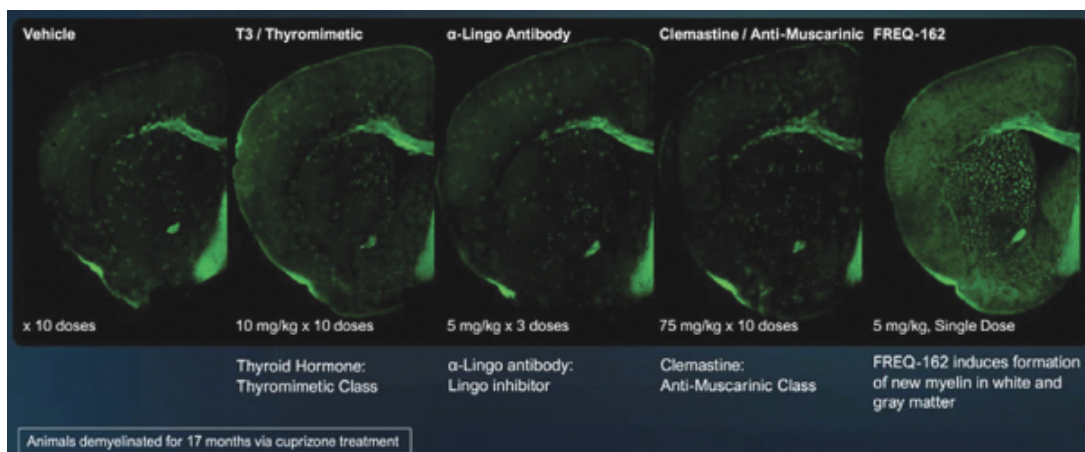 Vehicle
T3 / Thyromimetic
α-Lingo Antibody
Clemastine / Anti-Muscarinic
FREQ-162
x 10 doses
10 mg/kg x 10 doses
5 mg/kg x 3 doses
75 mg/kg x 10 doses
5 mg/kg, Single Dose
Thyroid Hormone:
Thyromimetic Class
α-Lingo antibody:
Lingo inhibitor
Clemastine:
Anti-Muscarinic Class
FREQ-162 induces formation
of new myelin in white and
gray matter
Animals demyelinated for 17 months via cuprizone treatment